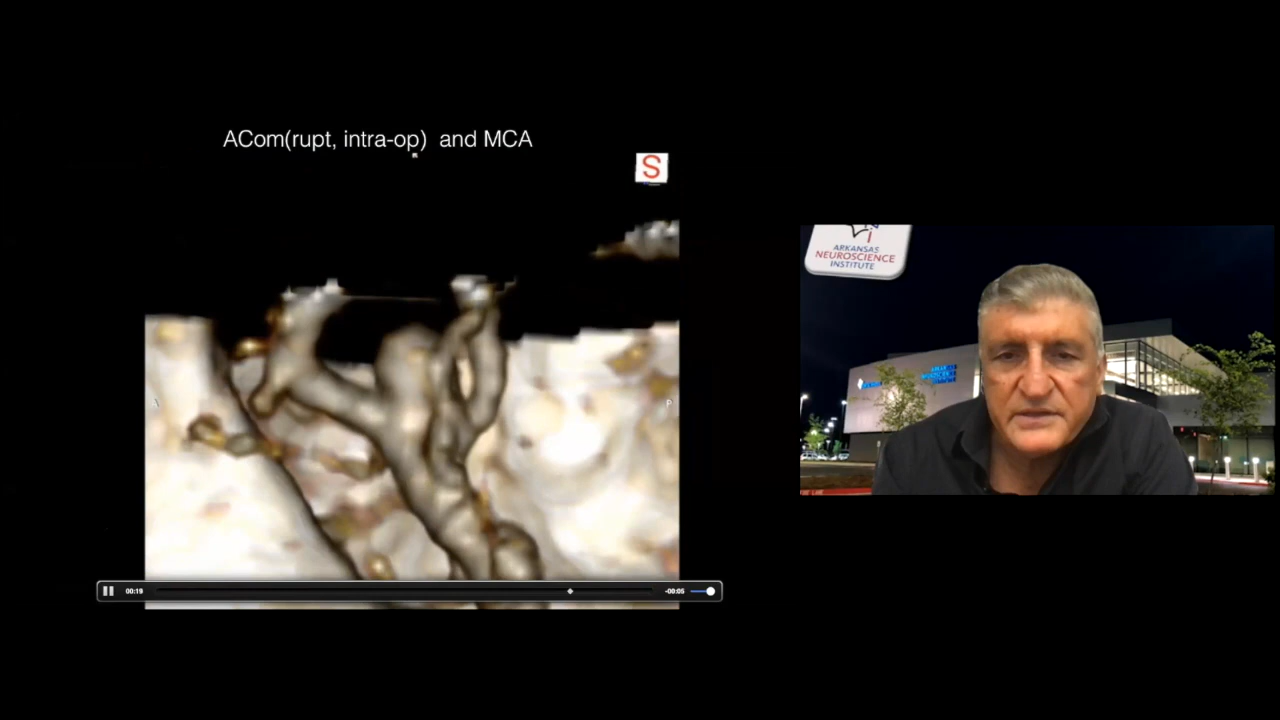 ACom(rupt, intra-op) and MCA
S
P
00:19
-00:05
ARKANSAS
NEUROSCIENCE
INSTITUTE